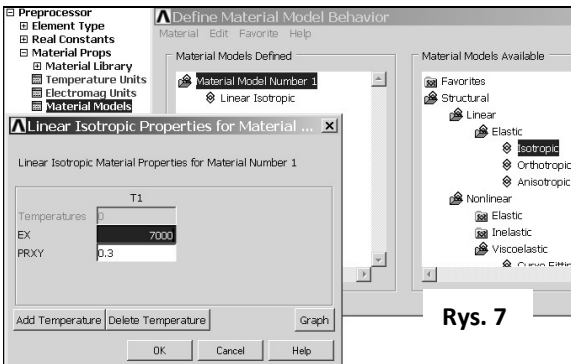 Preprocessor
Element Type
Real Constants
Material Props
Material Library
Temperature Units
Electromag Units
Material Models
Define Material Model Behavior
Material Edit Favorite Help
Material Models Defined
Material Model Number 1
Linear Isotropic
Material Models Available
Favorites
Structural
Linear
Elastic
Isotropic
Orthotropic
Anisotropic
Nonlinear
Elastic
Inelastic
Viscoelastic
Linear Isotropic Properties for Material ...
Linear Isotropic Material Properties for Material Number 1
T1
Temperatures 0
EX 7000
PRXY 0.3
Add Temperature Delete Temperature Graph
OK Cancel Help
Rys. 7